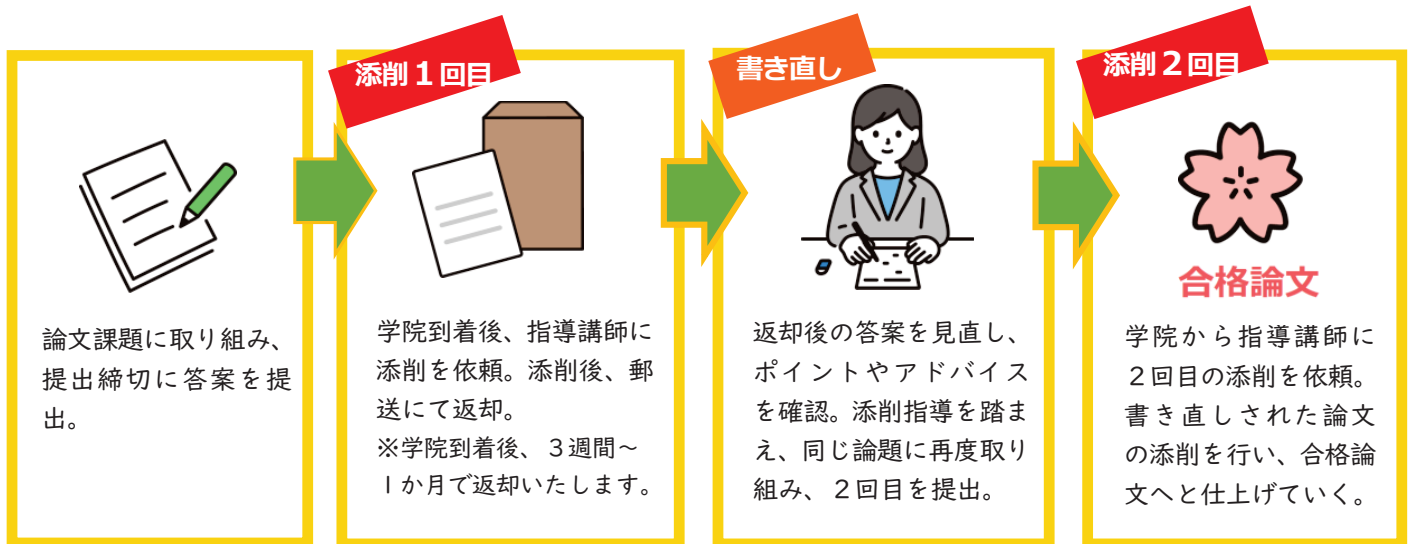 論文課題に取り組み、
提出締切に答案を提
出。
添削１回目
学院到着後、指導講師に
添削を依頼。添削後、郵
送にて返却。
※学院到着後、３週間～
１か月で返却いたします。
書き直し
返却後の答案を見直し、
ポイントやアドバイス
を確認。添削指導を踏ま
え、同じ論題に再度取り
組み、２回目を提出。
添削２回目
合格論文
学院から指導講師に
２回目の添削を依頼。
書き直しされた論文
の添削を行い、合格論
文へと仕上げていく。